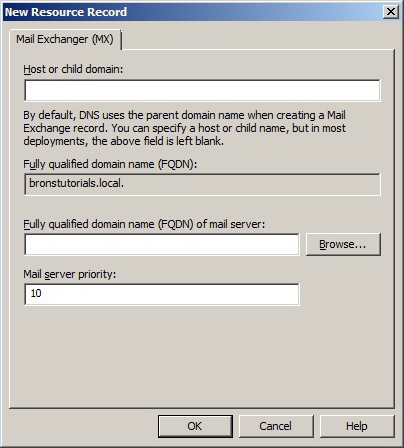 New Resource Record
Mail Exchanger (MX)
Host or child domain:
By default, DNS uses the parent domain name when creating a Mail
Exchange record. You can specify a host or child name, but in most
deployments, the above field is left blank.
Fully qualified domain name (FQDN):
bronstutorials.local.
Fully qualified domain name (FQDN) of mail server:
Browse...
Mail server priority:
10
OK Cancel Help